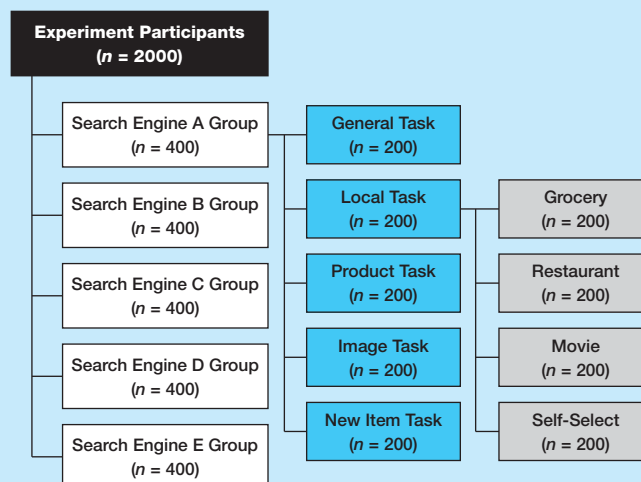 Experiment Participants
(n = 2000)
Search Engine A Group
(n = 400)
Search Engine B Group
(n = 400)
Search Engine C Group
(n = 400)
Search Engine D Group
(n = 400)
Search Engine E Group
(n = 400)
General Task
(n = 200)
Local Task
(n = 200)
Product Task
(n = 200)
Image Task
(n = 200)
New Item Task
(n = 200)
Grocery
(n = 200)
Restaurant
(n = 200)
Movie
(n = 200)
Self-Select
(n = 200)